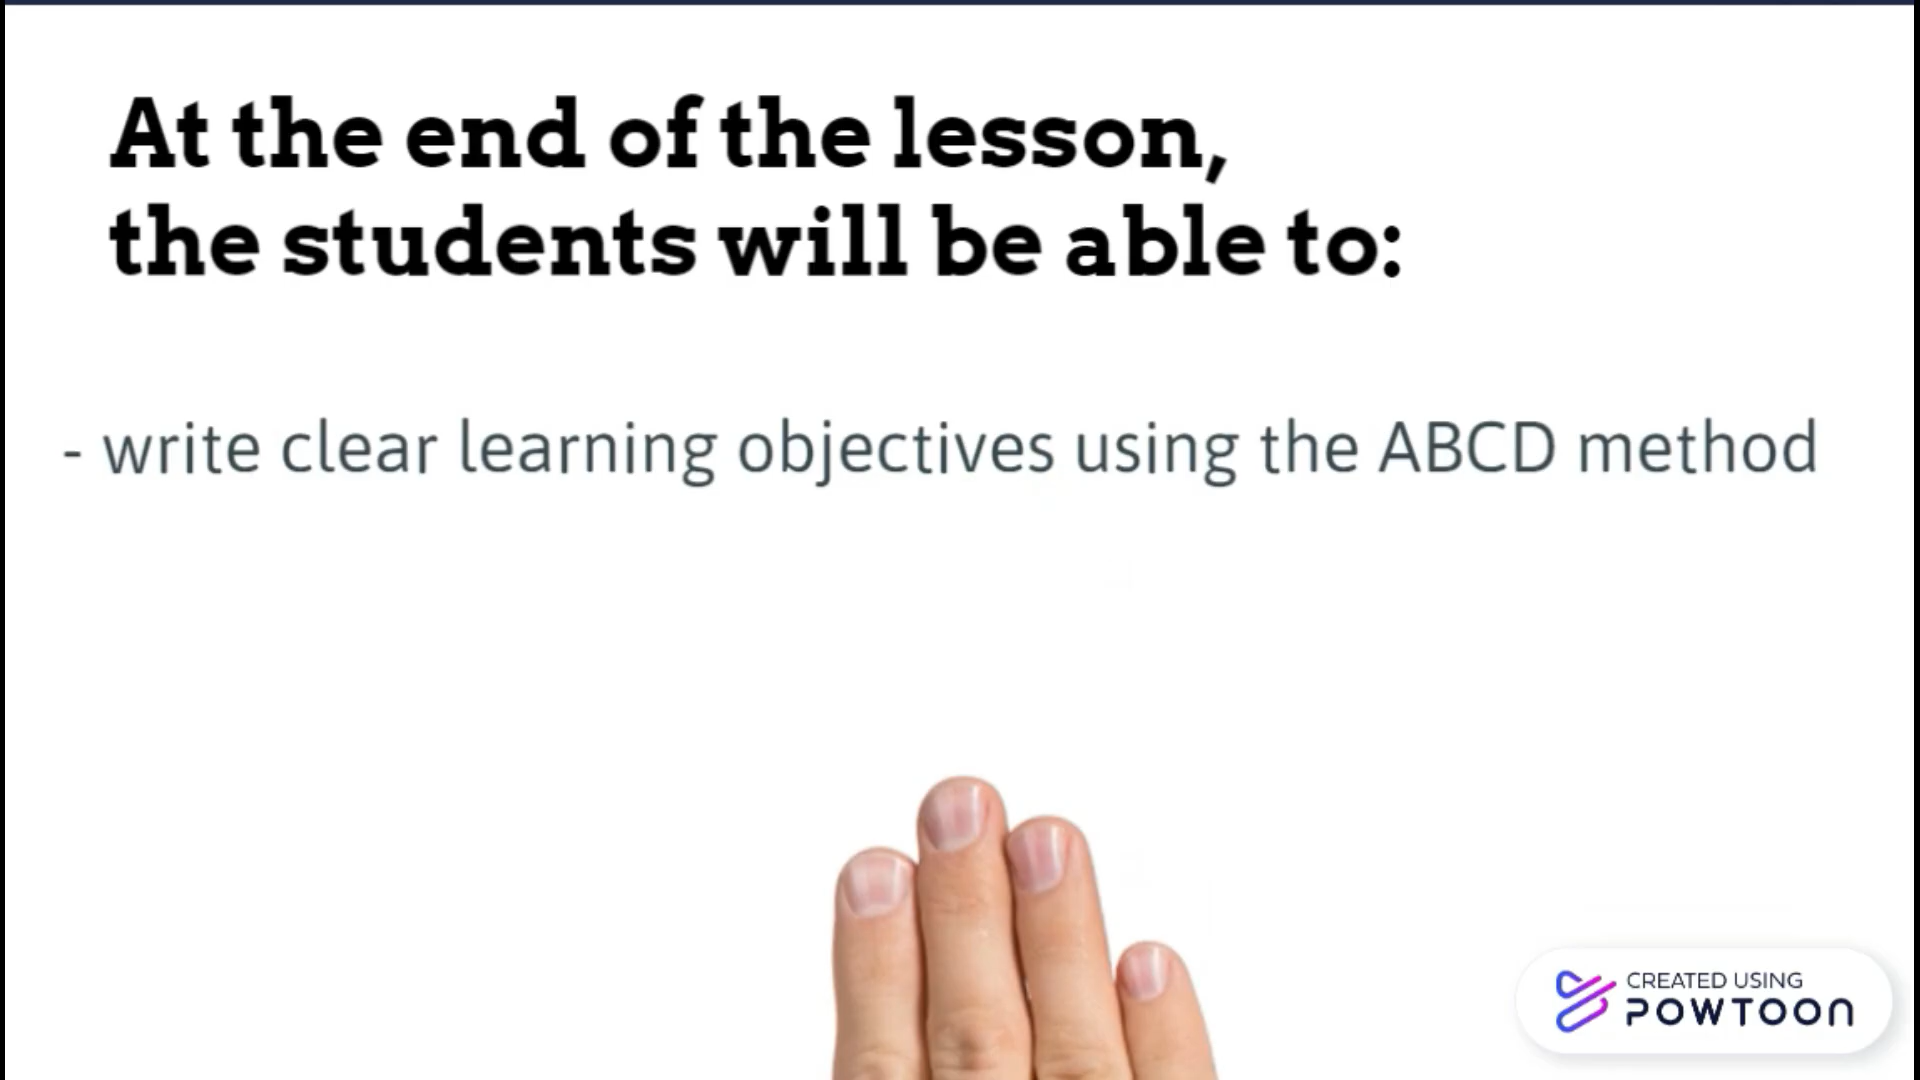 At the end of the lesson,
the students will be able to:
- write clear learning objectives using the ABCD method
CREATED USING
POWTOON